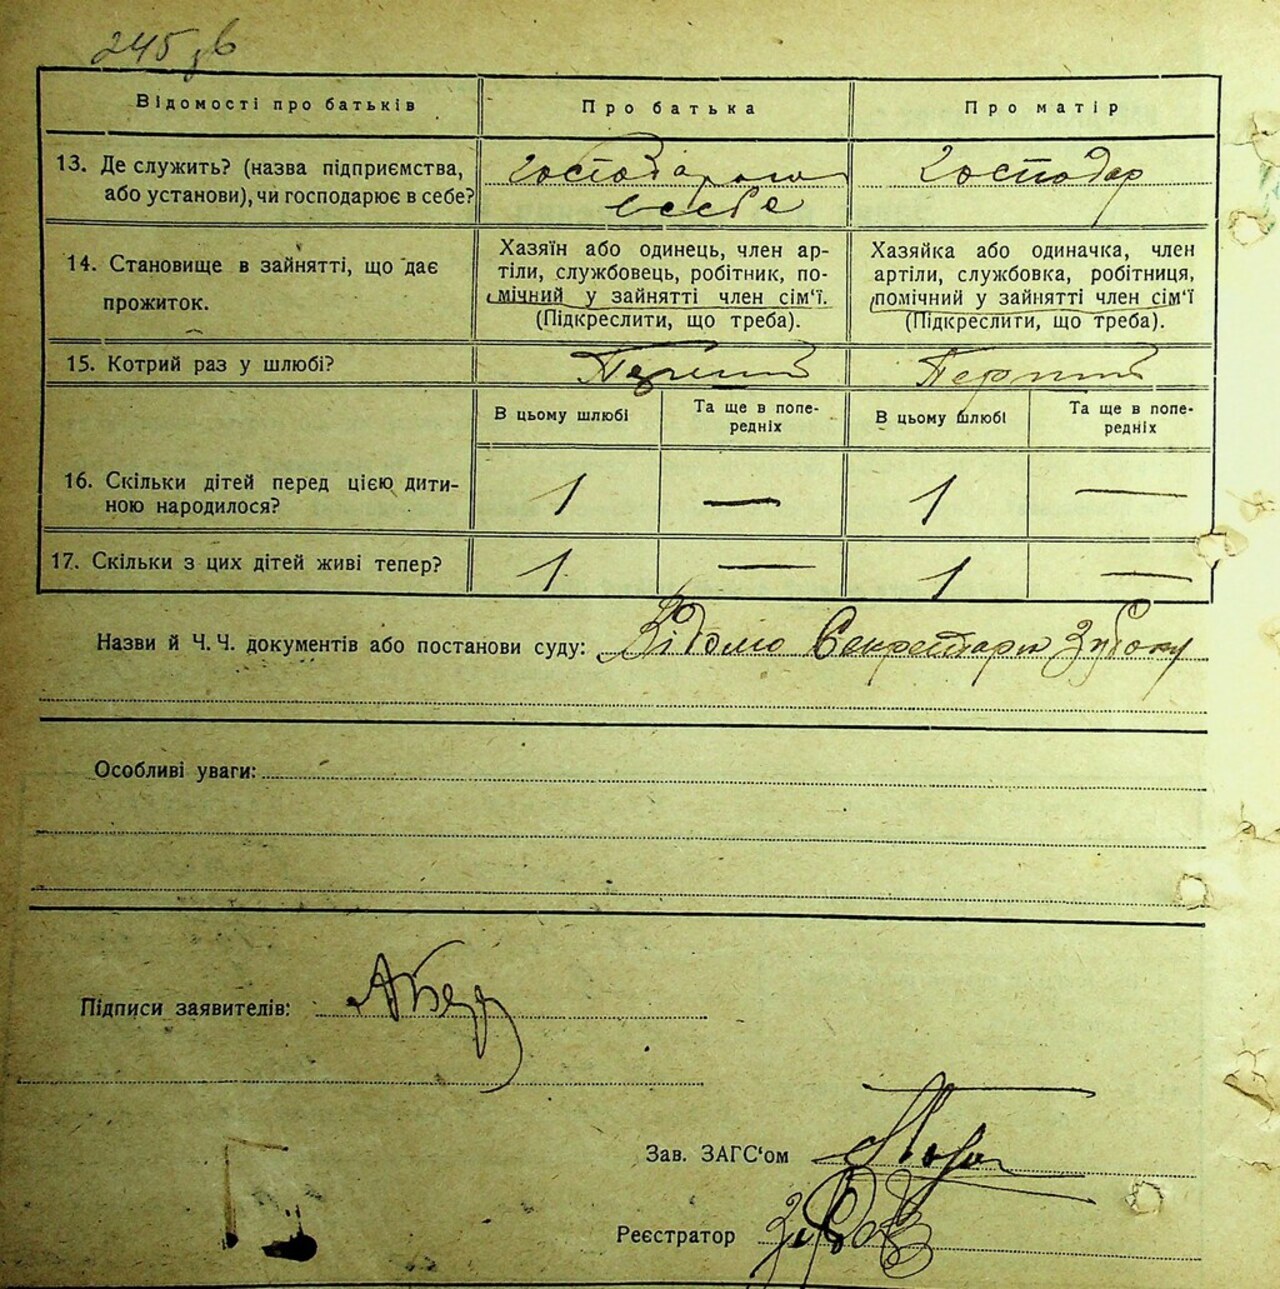 245 зв
Відомості про батьків
Про батька
Про матір
13. Де служить? (назва підприємства,
або установи), чи господарює в себе?
Господарює
в себе
Господар
14. Становище в зайнятті, що дає
прожиток.
Хазяїн або одинець, член ар-
тіли, службовець, робітник, по-
мічний у зайнятті член сім‘ї.
(Підкреслити, що треба).
Хазяйка або одиначка, член
артіли, службовка, робітниця,
помічний у зайнятті член сім‘ї
(Підкреслити, що треба).
15. Котрий раз у шлюбі?
Перший
Перший
В цьому шлюбі
Та ще в попе-
редніх
В цьому шлюбі
Та ще в попе-
редніх
16. Скільки дітей перед цією дити-
ною народилося?
1
—
1
—
17. Скільки з цих дітей живі тепер?
1
—
1
—
Назви й Ч. Ч. документів або постанови суду: Відомо Секретарю Зубоку
Особливі уваги:
Підписи заявителів:
Зав. ЗАГС‘ом
Реєстратор